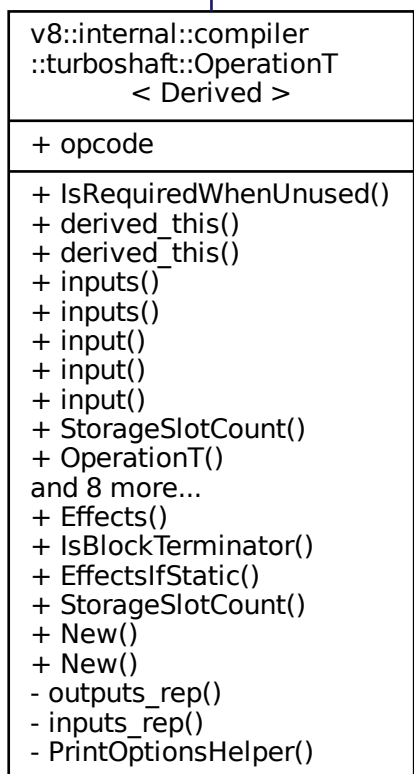 v8::internal::compiler
::turboshaft::OperationT
< Derived >
+ opcode
+ IsRequiredWhenUnused()
+ derived_this()
+ derived_this()
+ inputs()
+ inputs()
+ input()
+ input()
+ input()
+ StorageSlotCount()
+ OperationT()
and 8 more...
+ Effects()
+ IsBlockTerminator()
+ EffectsIfStatic()
+ StorageSlotCount()
+ New()
+ New()
- outputs_rep()
- inputs_rep()
- PrintOptionsHelper()